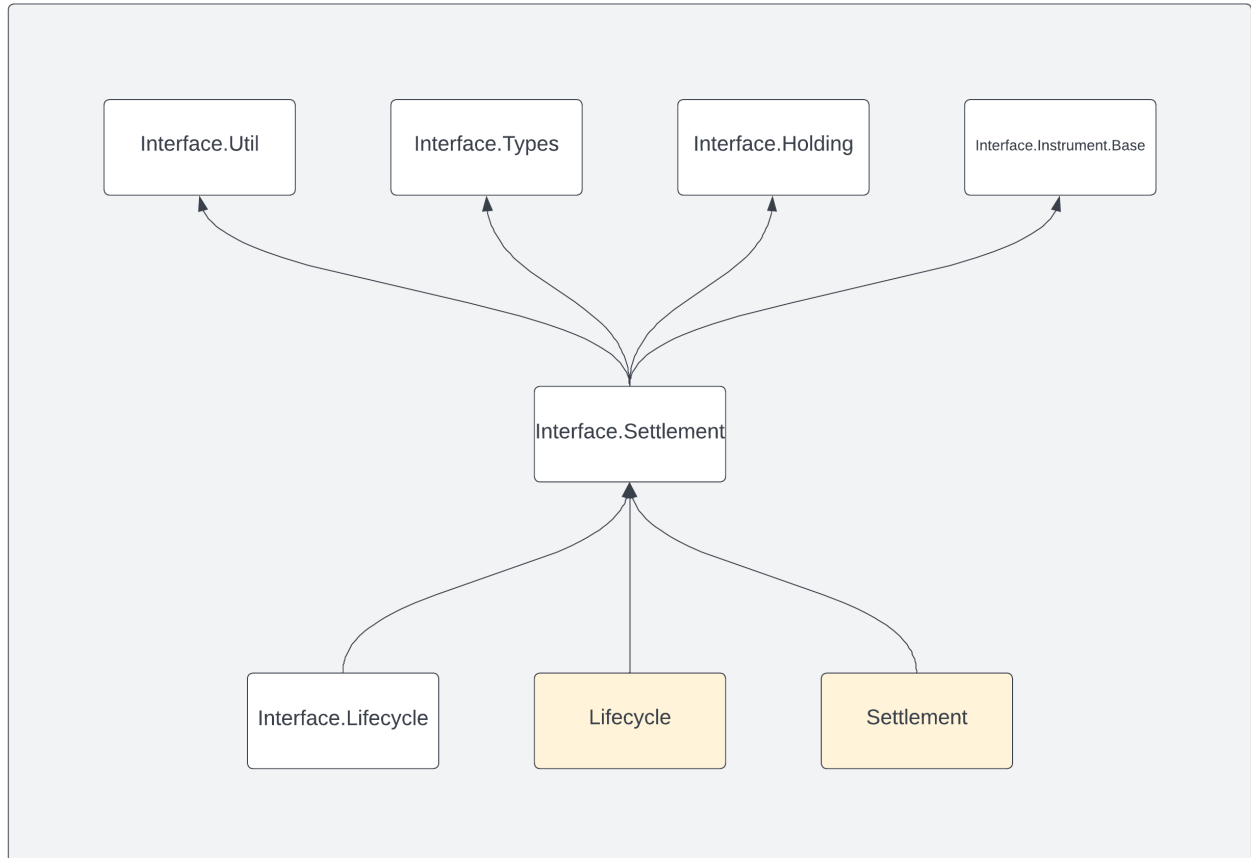 Interface.Util
Interface.Types
Interface.Holding
Interface.Instrument.Base
Interface.Settlement
Interface.Lifecycle
Lifecycle
Settlement